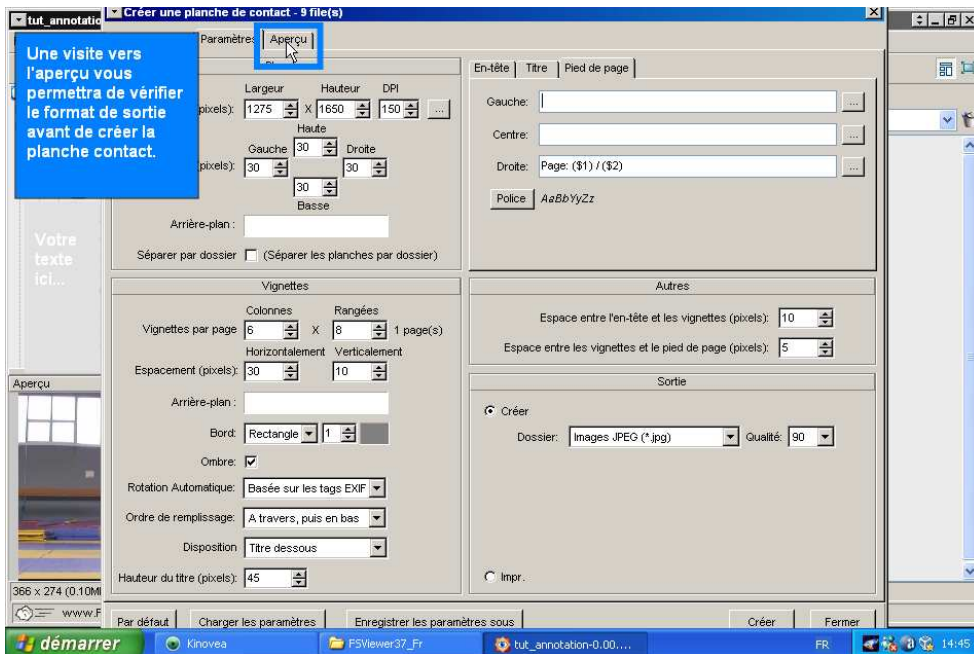 tut_annotatio
Créer une planche de contact - 9 file(s)
Une visite vers
l'aperçu vous
permettra de vérifier
le format de sortie
avant de créer la
planche contact.
Paramètres
Aperçu
Largeur Hauteur DPI
pixels): 1275 X 1650 150 ...
Haute
Gauche 30 Droite
pixels): 30 30
30
Basse
Arrière-plan :
Séparer par dossier (Séparer les planches par dossier)
Votre
texte
ici...
En-tête Titre Pied de page
Gauche: ...
Centre: ...
Droite: Page: ($1) / ($2) ...
Police AaBbYyZz
Vignettes
Colonnes Rangées
Vignettes par page 6 X 8 1 page(s)
Horizontalement Verticalement
Espacement (pixels): 30 10
Arrière-plan :
Bord: Rectangle 1
Ombre:
Rotation Automatique: Basée sur les tags EXIF
Ordre de remplissage: A travers, puis en bas
Disposition Titre dessous
Hauteur du titre (pixels): 45
Autres
Espace entre l'en-tête et les vignettes (pixels): 10
Espace entre les vignettes et le pied de page (pixels): 5
Sortie
Créer
Dossier: Images JPEG (*.jpg) Qualité: 90
Impr.
Aperçu
366 x 274 (0.10M
www.F
Par défaut Charger les paramètres Enregistrer les paramètres sous Créer Fermer
démarrer Kinovea FSViewer37_Fr tut_annotation-0.00.... FR 14:45